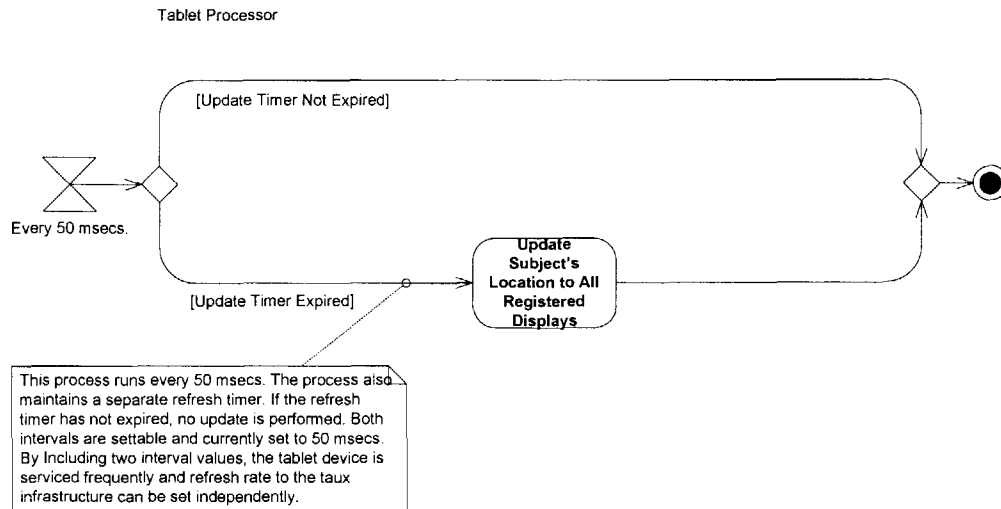 Tablet Processor
[Update Timer Not Expired]
Every 50 msecs.
Update
Subject's
Location to All
Registered
Displays
[Update Timer Expired]
This process runs every 50 msecs. The process also
maintains a separate refresh timer. If the refresh
timer has not expired, no update is performed. Both
intervals are settable and currently set to 50 msecs.
By Including two interval values, the tablet device is
serviced frequently and refresh rate to the taux
infrastructure can be set independently.